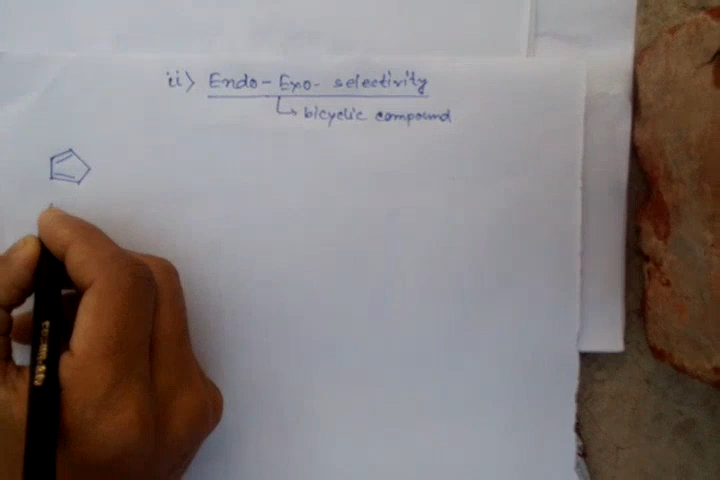 ii> Endo - Exo - selectivity
↳ bicyclic compound